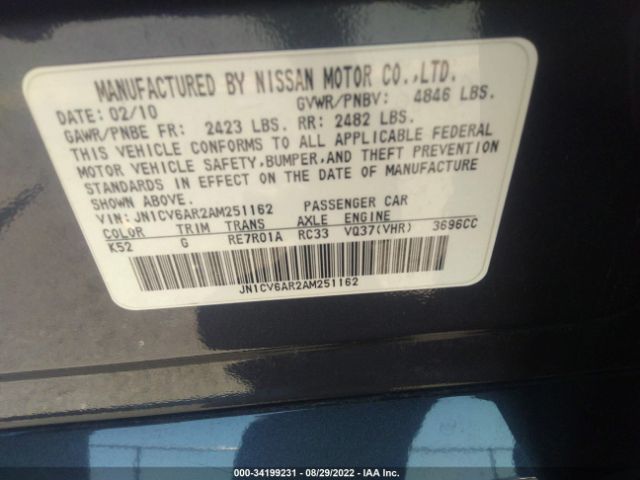 MANUFACTURED BY NISSAN MOTOR CO.,LTD.
DATE: 02/10 GVWR/PNBV: 4846 LBS.
GAWR/PNBE FR: 2423 LBS. RR: 2482 LBS.
THIS VEHICLE CONFORMS TO ALL APPLICABLE FEDERAL
MOTOR VEHICLE SAFETY,BUMPER,AND THEFT PREVENTION
STANDARDS IN EFFECT ON THE DATE OF MANUFACTURE
SHOWN ABOVE.
VIN: JN1CV6AR2AM251162 PASSENGER CAR
COLOR TRIM TRANS AXLE ENGINE
K52 G RE7R01A RC33 VQ37(VHR) 3696CC
JN1CV6AR2AM251162
000-34199231 - 08/29/2022 - IAA Inc.